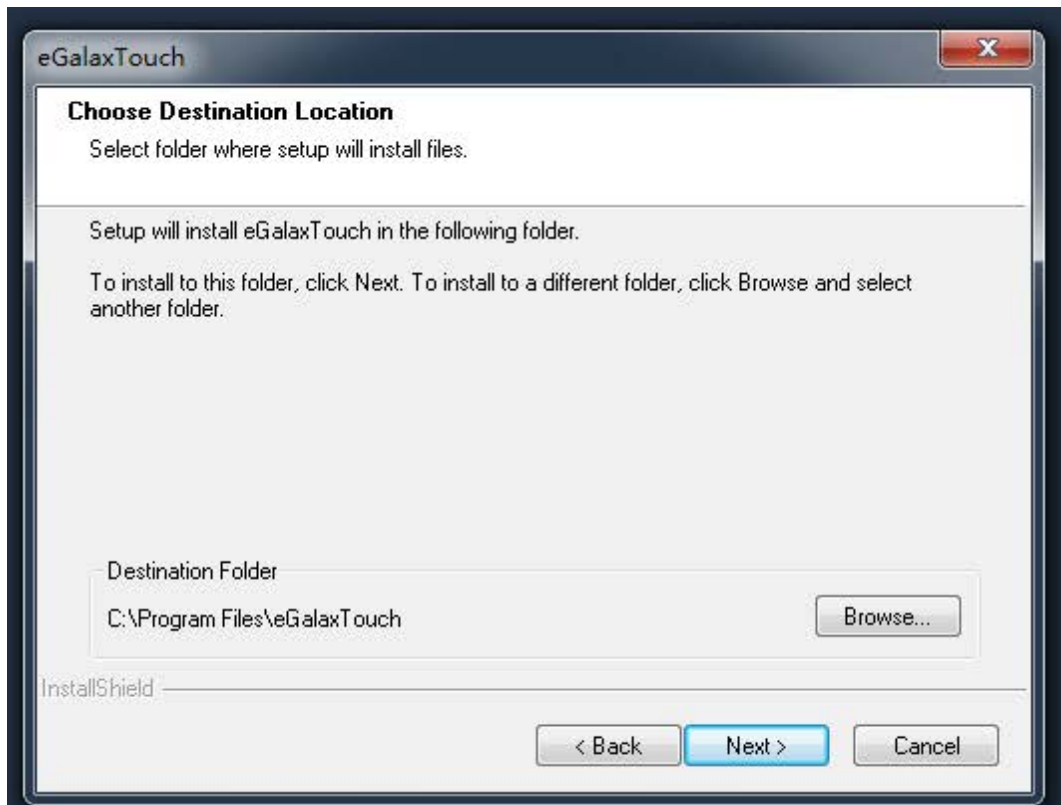 eGalaxTouch
Choose Destination Location
Select folder where setup will install files.
Setup will install eGalaxTouch in the following folder.
To install to this folder, click Next. To install to a different folder, click Browse and select
another folder.
Destination Folder
C:\Program Files\eGalaxTouch
Browse...
InstallShield
< Back
Next >
Cancel